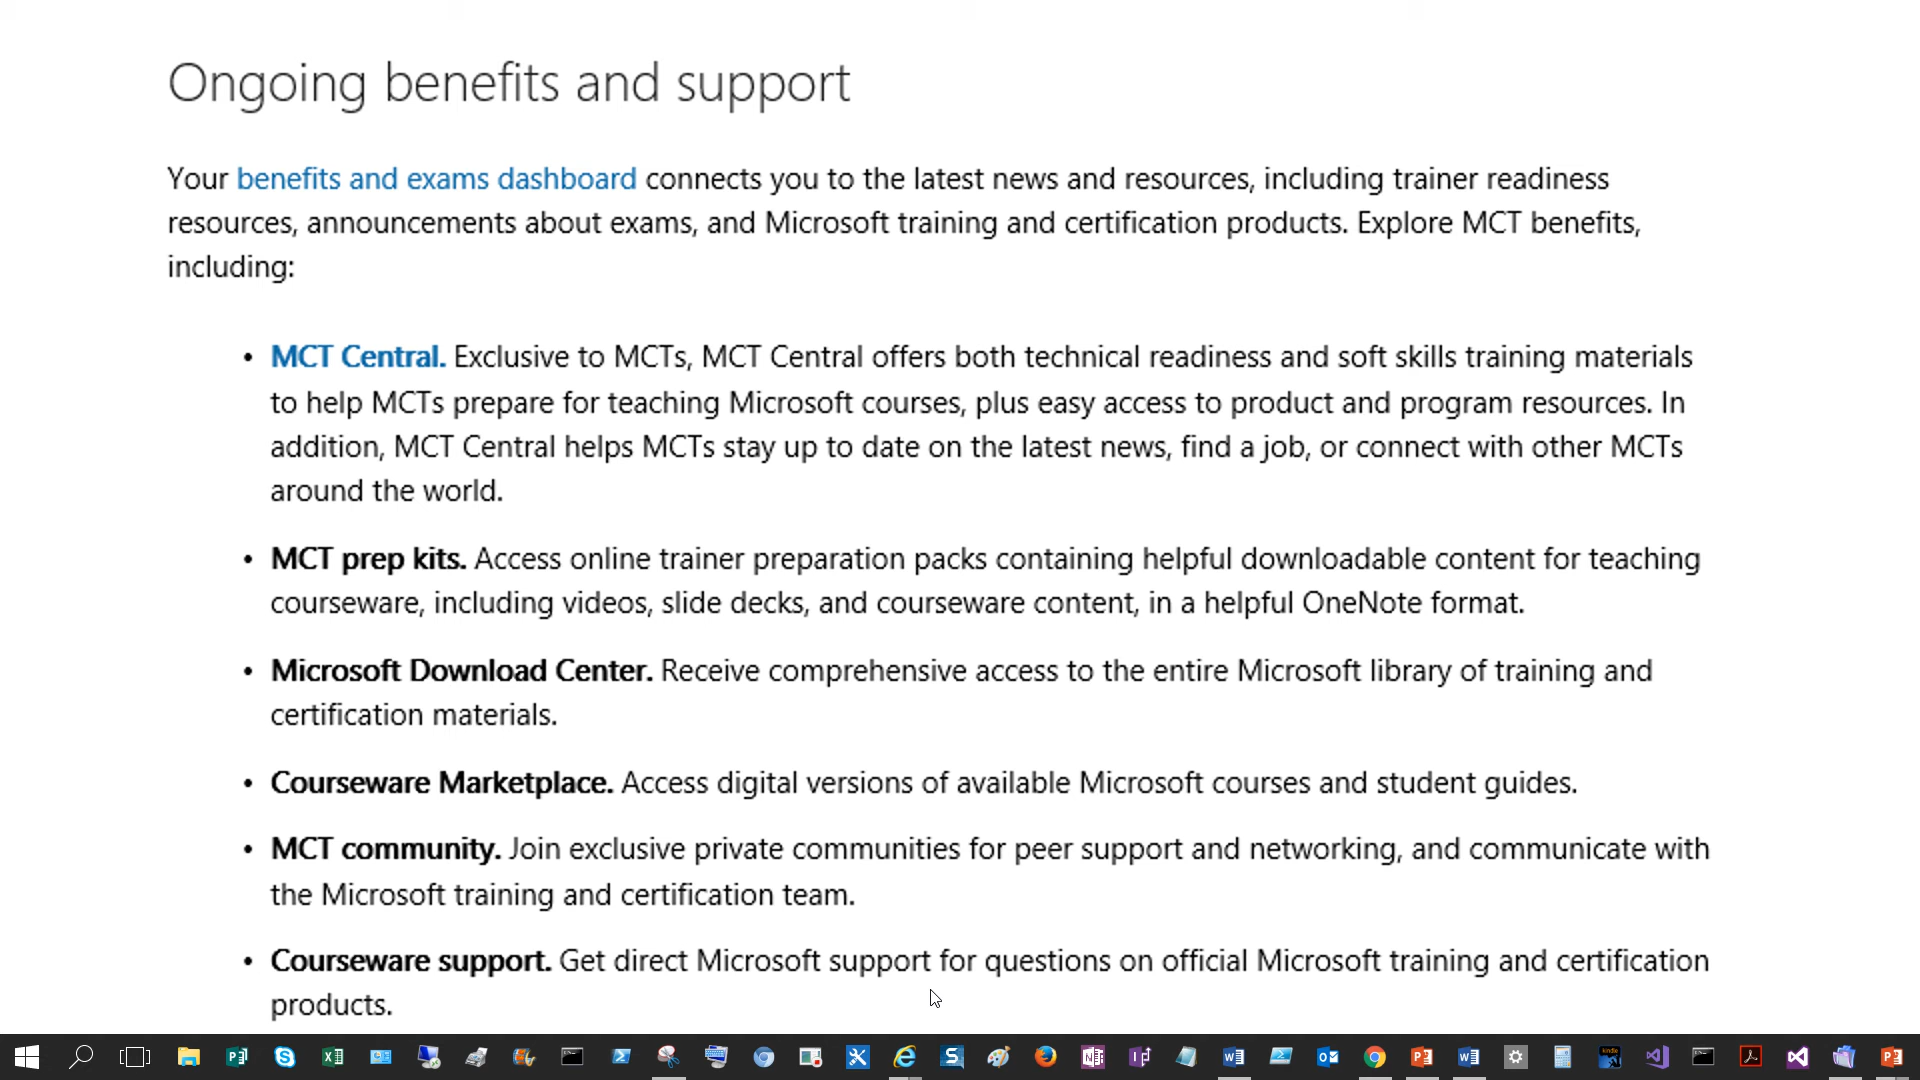 Ongoing benefits and support
Your benefits and exams dashboard connects you to the latest news and resources, including trainer readiness
resources, announcements about exams, and Microsoft training and certification products. Explore MCT benefits,
including:
• MCT Central. Exclusive to MCTs, MCT Central offers both technical readiness and soft skills training materials
to help MCTs prepare for teaching Microsoft courses, plus easy access to product and program resources. In
addition, MCT Central helps MCTs stay up to date on the latest news, find a job, or connect with other MCTs
around the world.
• MCT prep kits. Access online trainer preparation packs containing helpful downloadable content for teaching
courseware, including videos, slide decks, and courseware content, in a helpful OneNote format.
• Microsoft Download Center. Receive comprehensive access to the entire Microsoft library of training and
certification materials.
• Courseware Marketplace. Access digital versions of available Microsoft courses and student guides.
• MCT community. Join exclusive private communities for peer support and networking, and communicate with
the Microsoft training and certification team.
• Courseware support. Get direct Microsoft support for questions on official Microsoft training and certification
products.